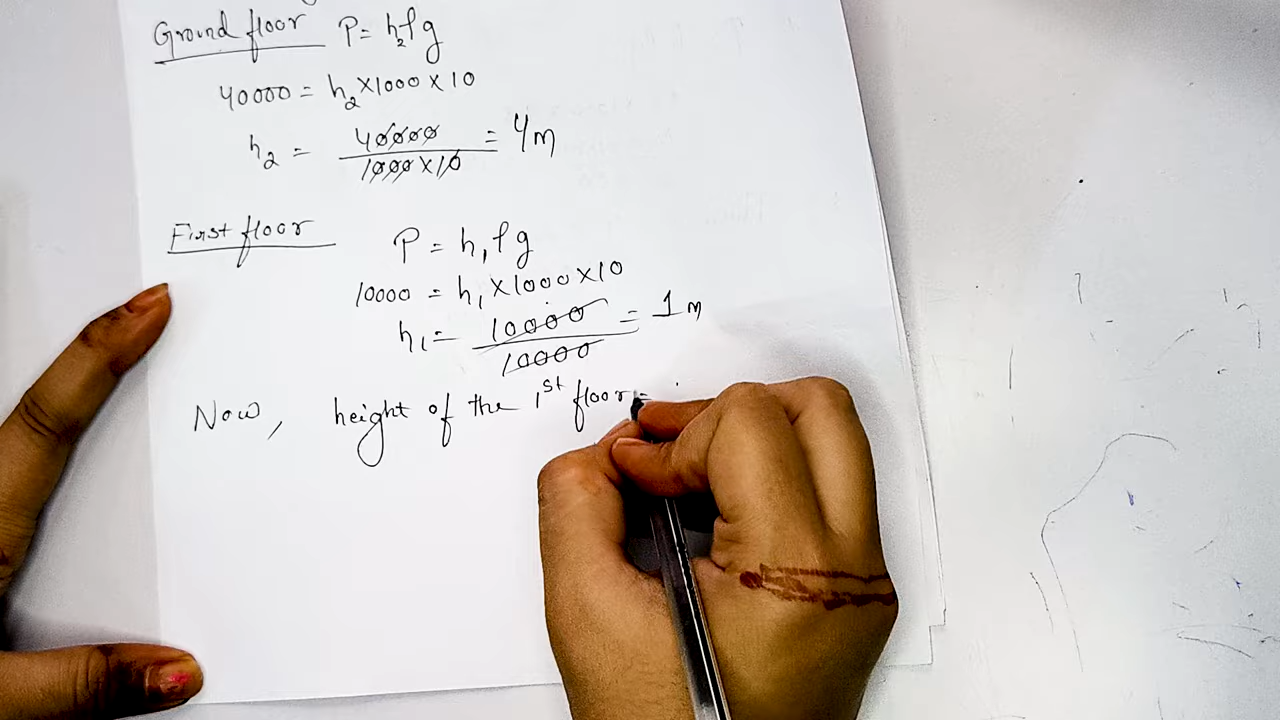 Ground floor P = h₂ρg
40000 = h₂ × 1000 × 10
h₂ = 40000 / 1000 × 10 = 4m
First floor P = h₁ρg
10000 = h₁ × 1000 × 10
h₁ = 10000 / 10000 = 1 m
Now, height of the 1st floor =